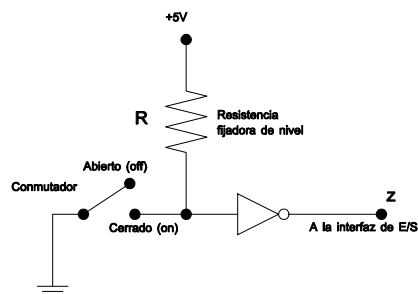 +5V
R
Resistencia
fijadora de nivel
Abierto (off)
Conmutador
Cerrado (on)
Z
A la interfaz de E/S